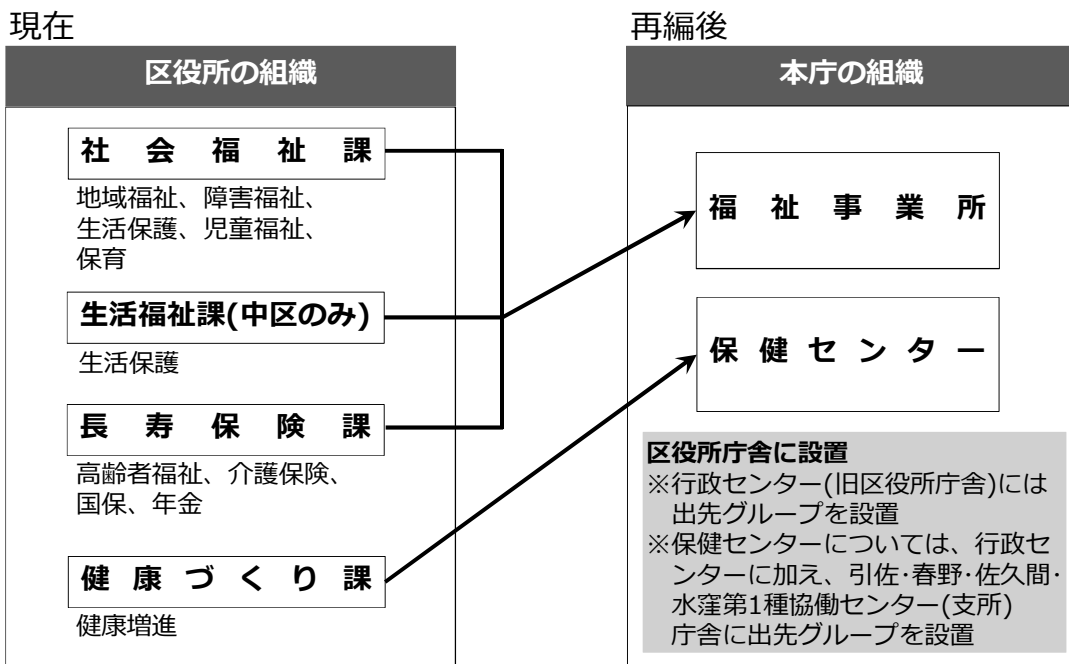 現在
区役所の組織
社会福祉課
地域福祉、障害福祉、
生活保護、児童福祉、
保育
生活福祉課(中区のみ)
生活保護
長寿保険課
高齢者福祉、介護保険、
国保、年金
健康づくり課
健康増進
再編後
本庁の組織
福祉事業所
保健センター
区役所庁舎に設置
※行政センター(旧区役所庁舎)には
出先グループを設置
※保健センターについては、行政セ
ンターに加え、引佐･春野･佐久間･
水窪第1種協働センター(支所)
庁舎に出先グループを設置